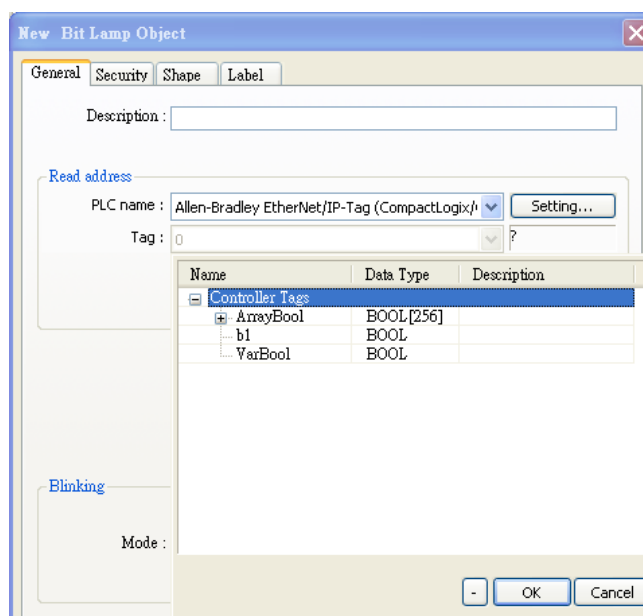 New Bit Lamp Object
General Security Shape Label
Description :
Read address
PLC name : Allen-Bradley EtherNet/IP-Tag (CompactLogix/ Setting...
Tag : 0 ?
Name Data Type Description
Controller Tags
ArrayBool BOOL[256]
b1 BOOL
VarBool BOOL
Blinking
Mode :
- OK Cancel